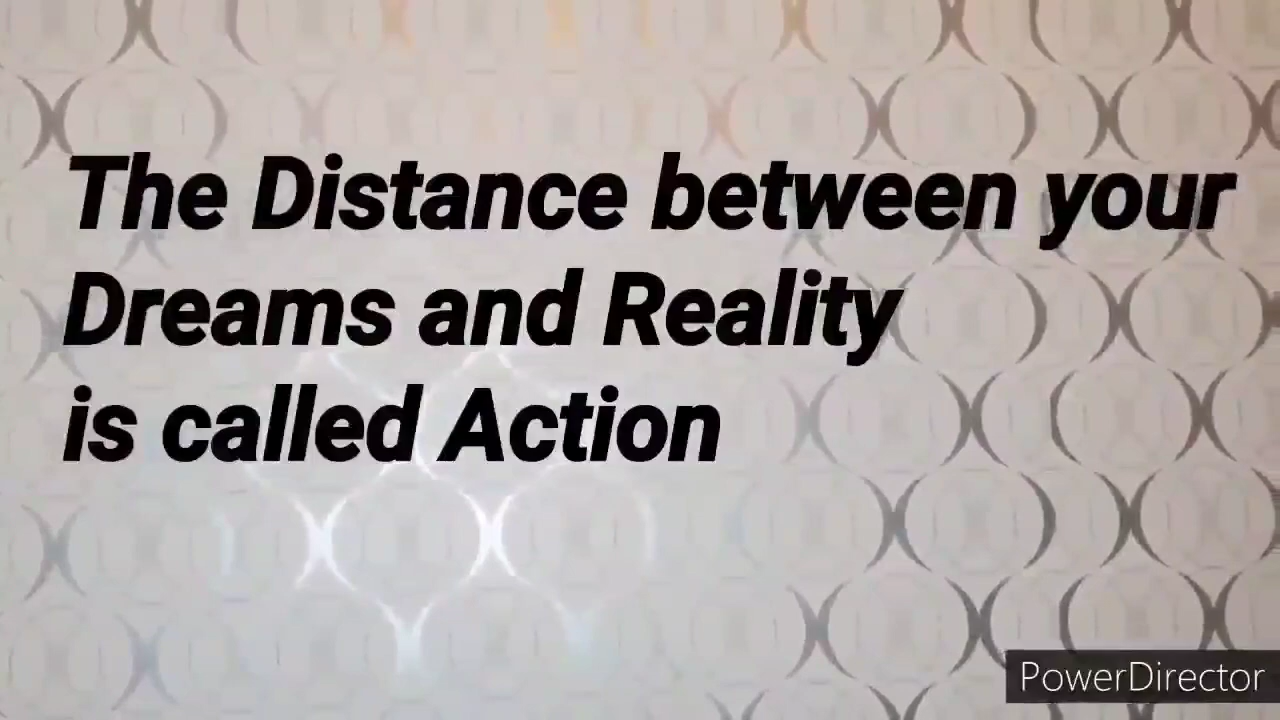 The Distance between your
Dreams and Reality
is called Action
PowerDirector